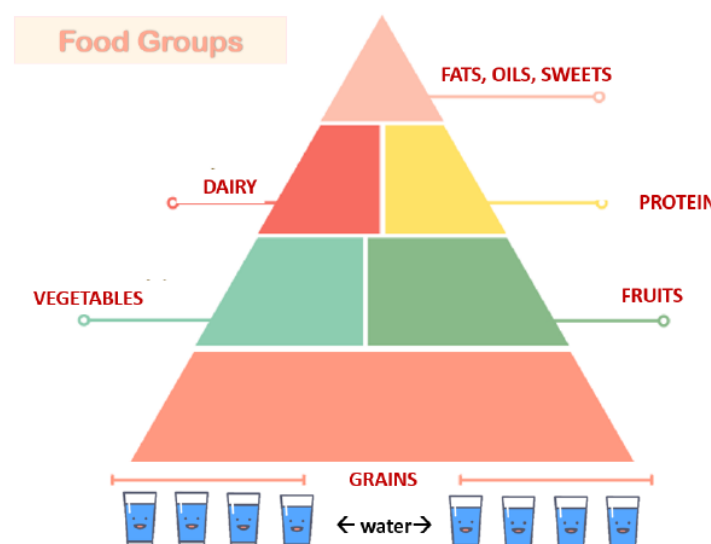 Food Groups
FATS, OILS, SWEETS
DAIRY
PROTEIN
VEGETABLES
FRUITS
GRAINS
← water→